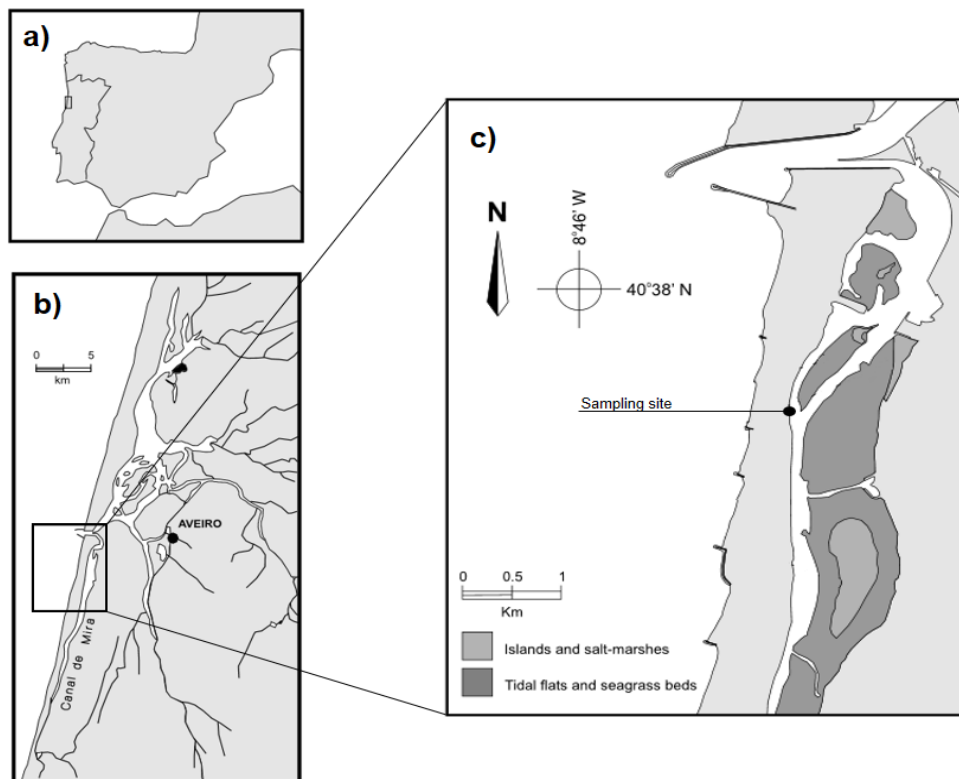 a)
b)
0 5
km
AVEIRO
Canal de Mira
c)
N
8°46' W
40°38' N
Sampling site
0 0.5 1
Km
Islands and salt-marshes
Tidal flats and seagrass beds